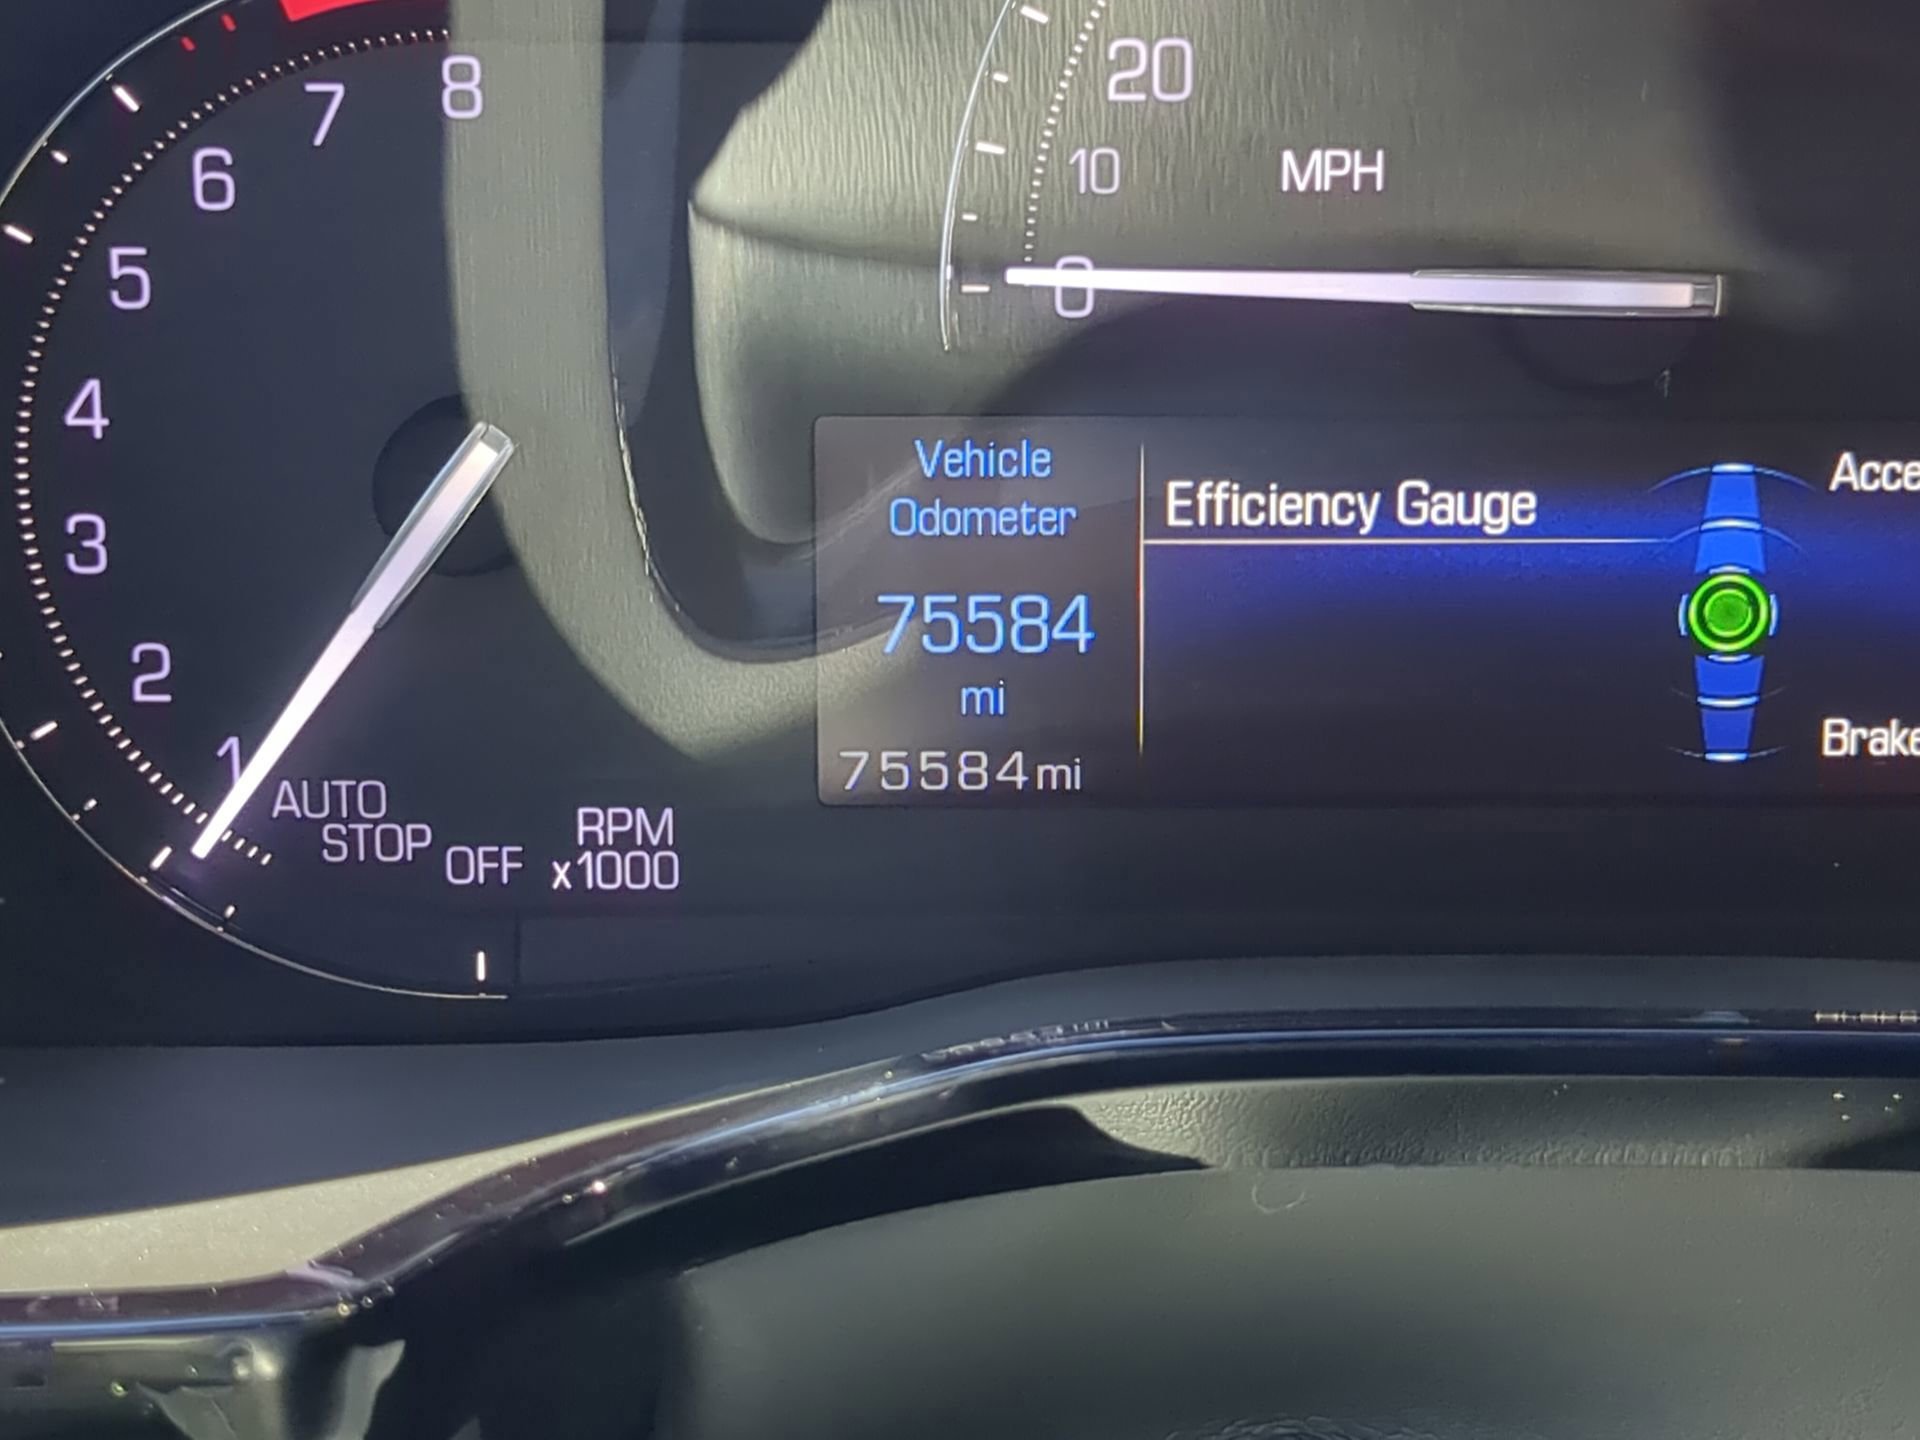 8
7
6
5
4
3
2
1
AUTO
STOP
OFF
RPM
x1000
20
10
MPH
0
Vehicle
Odometer
75584
mi
75584mi
Efficiency Gauge
Acce
Brake